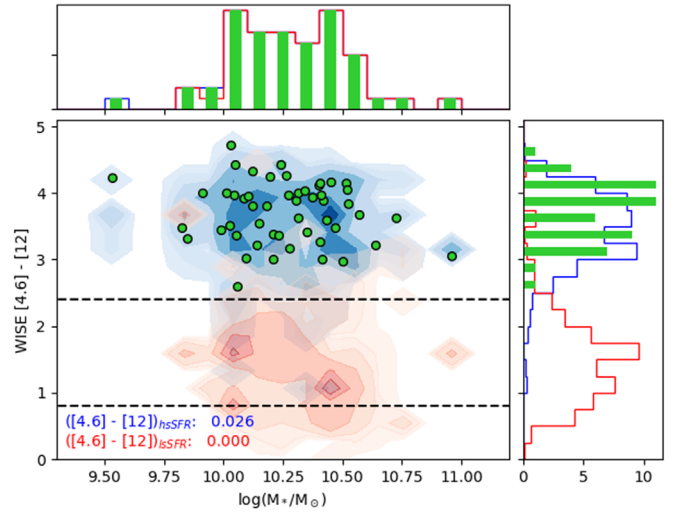 5
4
3
2
1
0
WISE [4.6] - [12]
([4.6] - [12])hsSFR: 0.026
([4.6] - [12])lsSFR: 0.000
9.50 9.75 10.00 10.25 10.50 10.75 11.00
log(M*/M⊙)
0 5 10